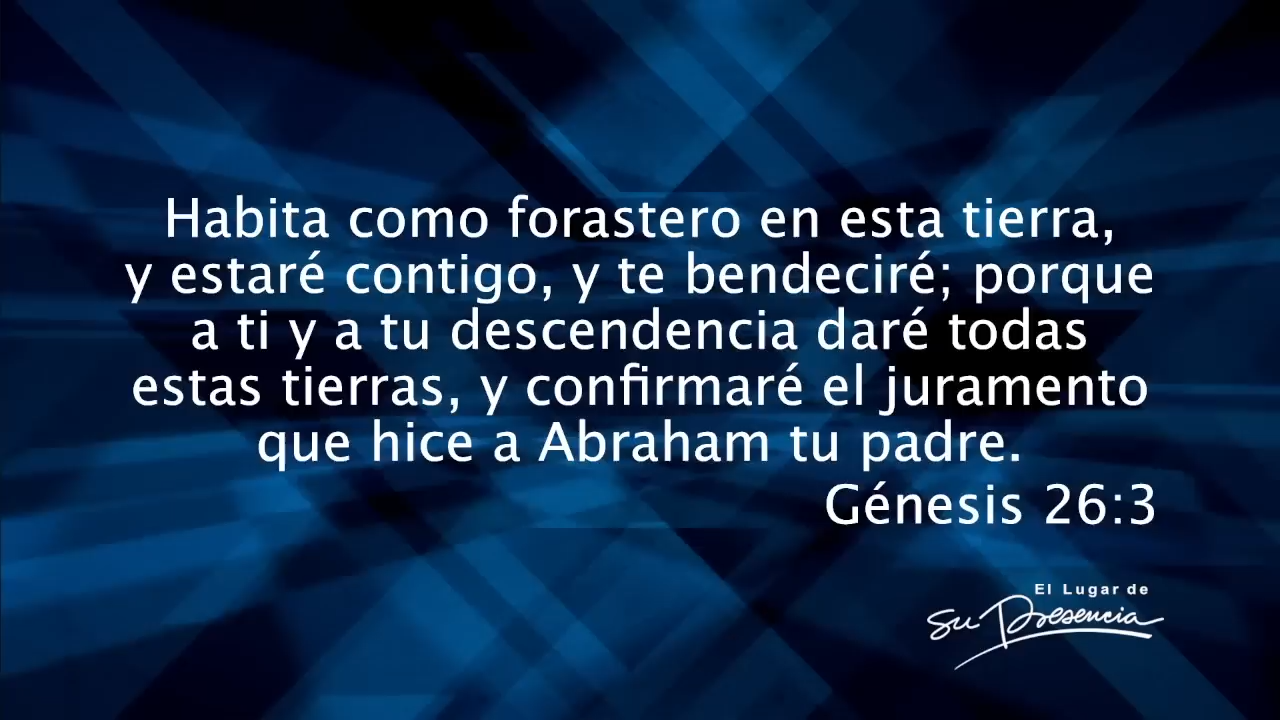 Habita como forastero en esta tierra,
y estaré contigo, y te bendeciré; porque
a ti y a tu descendencia daré todas
estas tierras, y confirmaré el juramento
que hice a Abraham tu padre.
Génesis 26:3
El Lugar de
Su Presencia